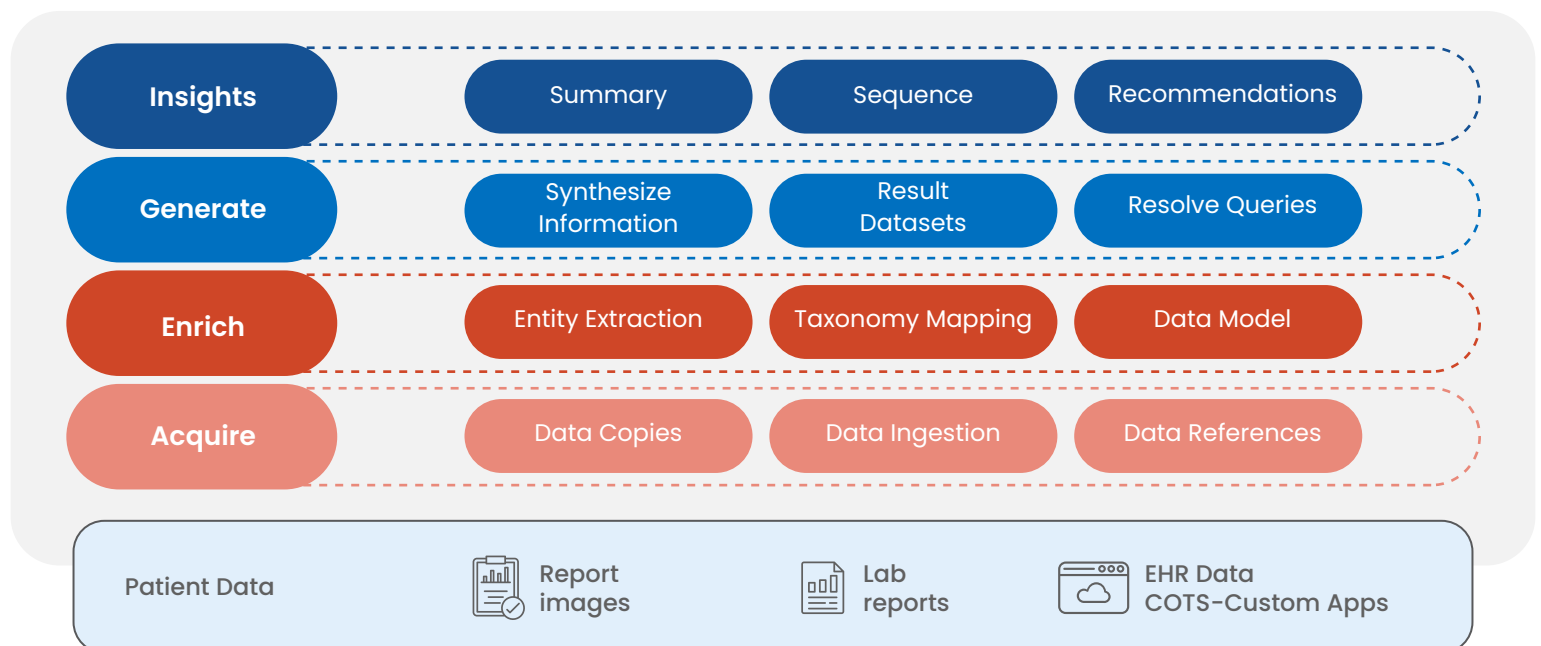 Insights
Summary
Sequence
Recommendations
Generate
Synthesize
Information
Result
Datasets
Resolve Queries
Enrich
Entity Extraction
Taxonomy Mapping
Data Model
Acquire
Data Copies
Data Ingestion
Data References
Patient Data
Report
images
Lab
reports
EHR Data
COTS-Custom Apps